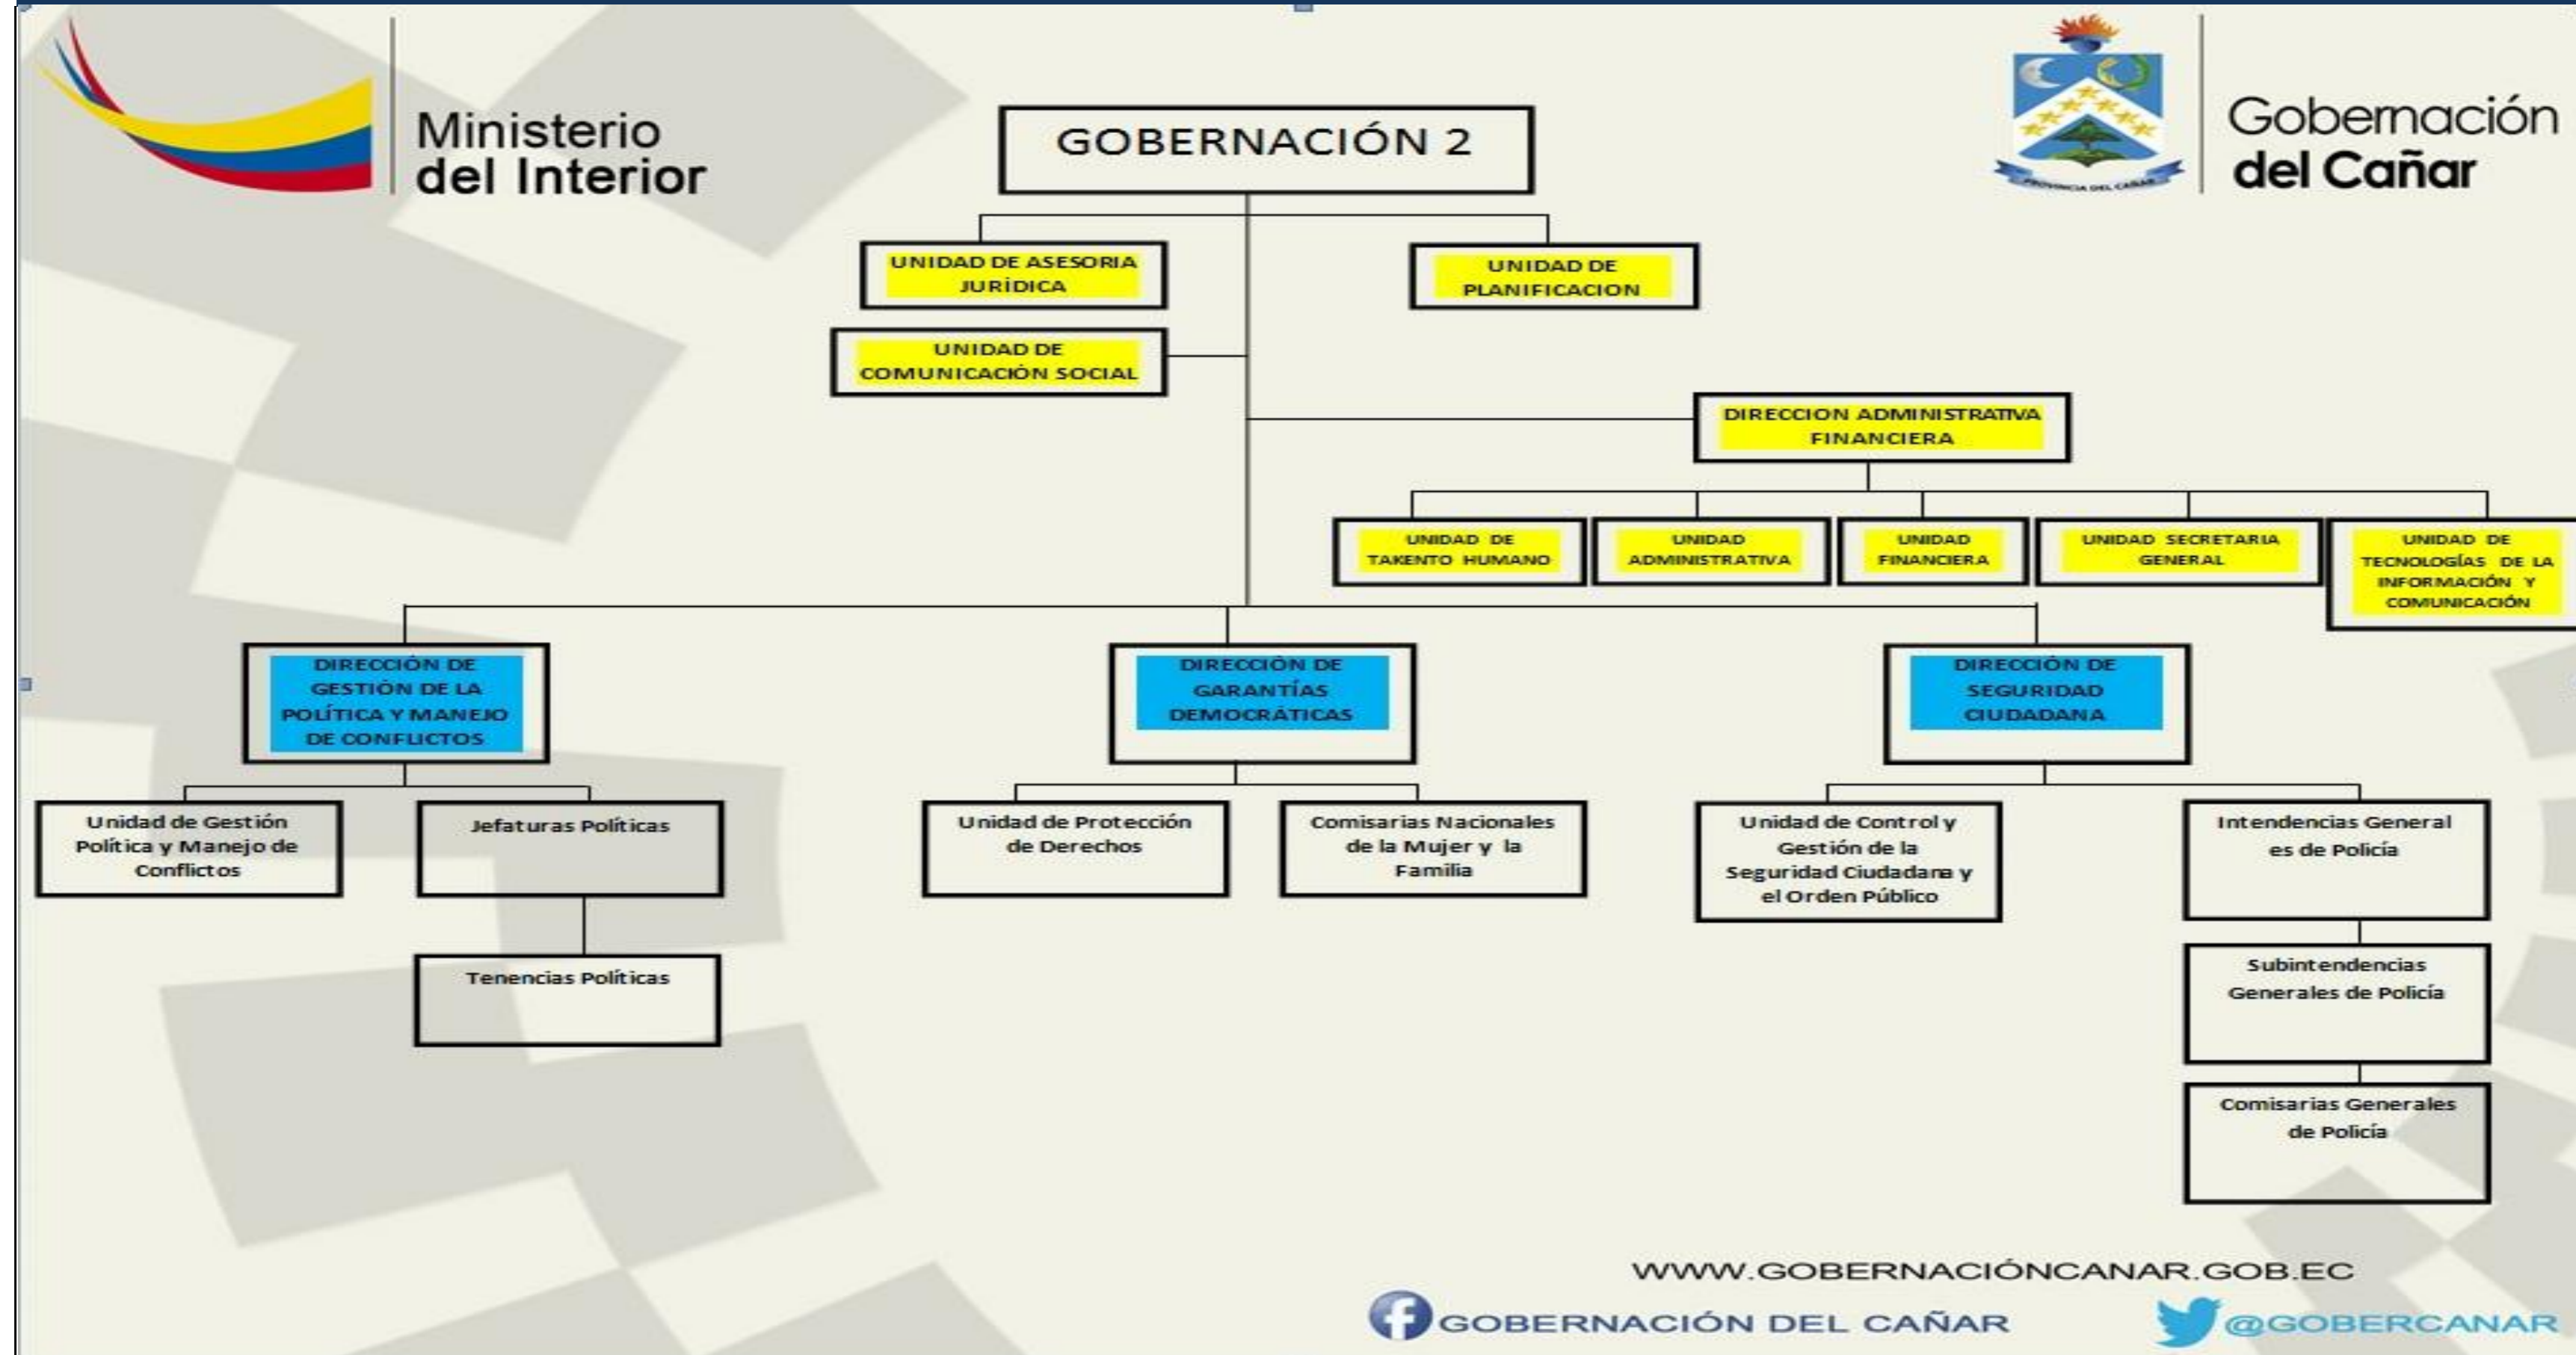 Ministerio
del Interior
Gobernación
del Cañar
PROVINCIA DEL CAÑAR
GOBERNACIÓN 2
UNIDAD DE ASESORIA
JURÍDICA
UNIDAD DE
PLANIFICACION
UNIDAD DE
COMUNICACIÓN SOCIAL
DIRECCION ADMINISTRATIVA
FINANCIERA
UNIDAD DE
TAKENTO HUMANO
UNIDAD
ADMINISTRATIVA
UNIDAD
FINANCIERA
UNIDAD SECRETARIA
GENERAL
UNIDAD DE
TECNOLOGÍAS DE LA
INFORMACIÓN Y
COMUNICACIÓN
DIRECCIÓN DE
GESTIÓN DE LA
POLÍTICA Y MANEJO
DE CONFLICTOS
DIRECCIÓN DE
GARANTÍAS
DEMOCRÁTICAS
DIRECCIÓN DE
SEGURIDAD
CIUDADANA
Unidad de Gestión
Política y Manejo de
Conflictos
Jefaturas Políticas
Unidad de Protección
de Derechos
Comisarias Nacionales
de la Mujer y la
Familia
Unidad de Control y
Gestión de la
Seguridad Ciudadana y
el Orden Público
Intendencias General
es de Policía
Tenencias Políticas
Subintendencias
Generales de Policía
Comisarias Generales
de Policía
WWW.GOBERNACIÓNCANAR.GOB.EC
GOBERNACIÓN DEL CAÑAR
@GOBERCANAR